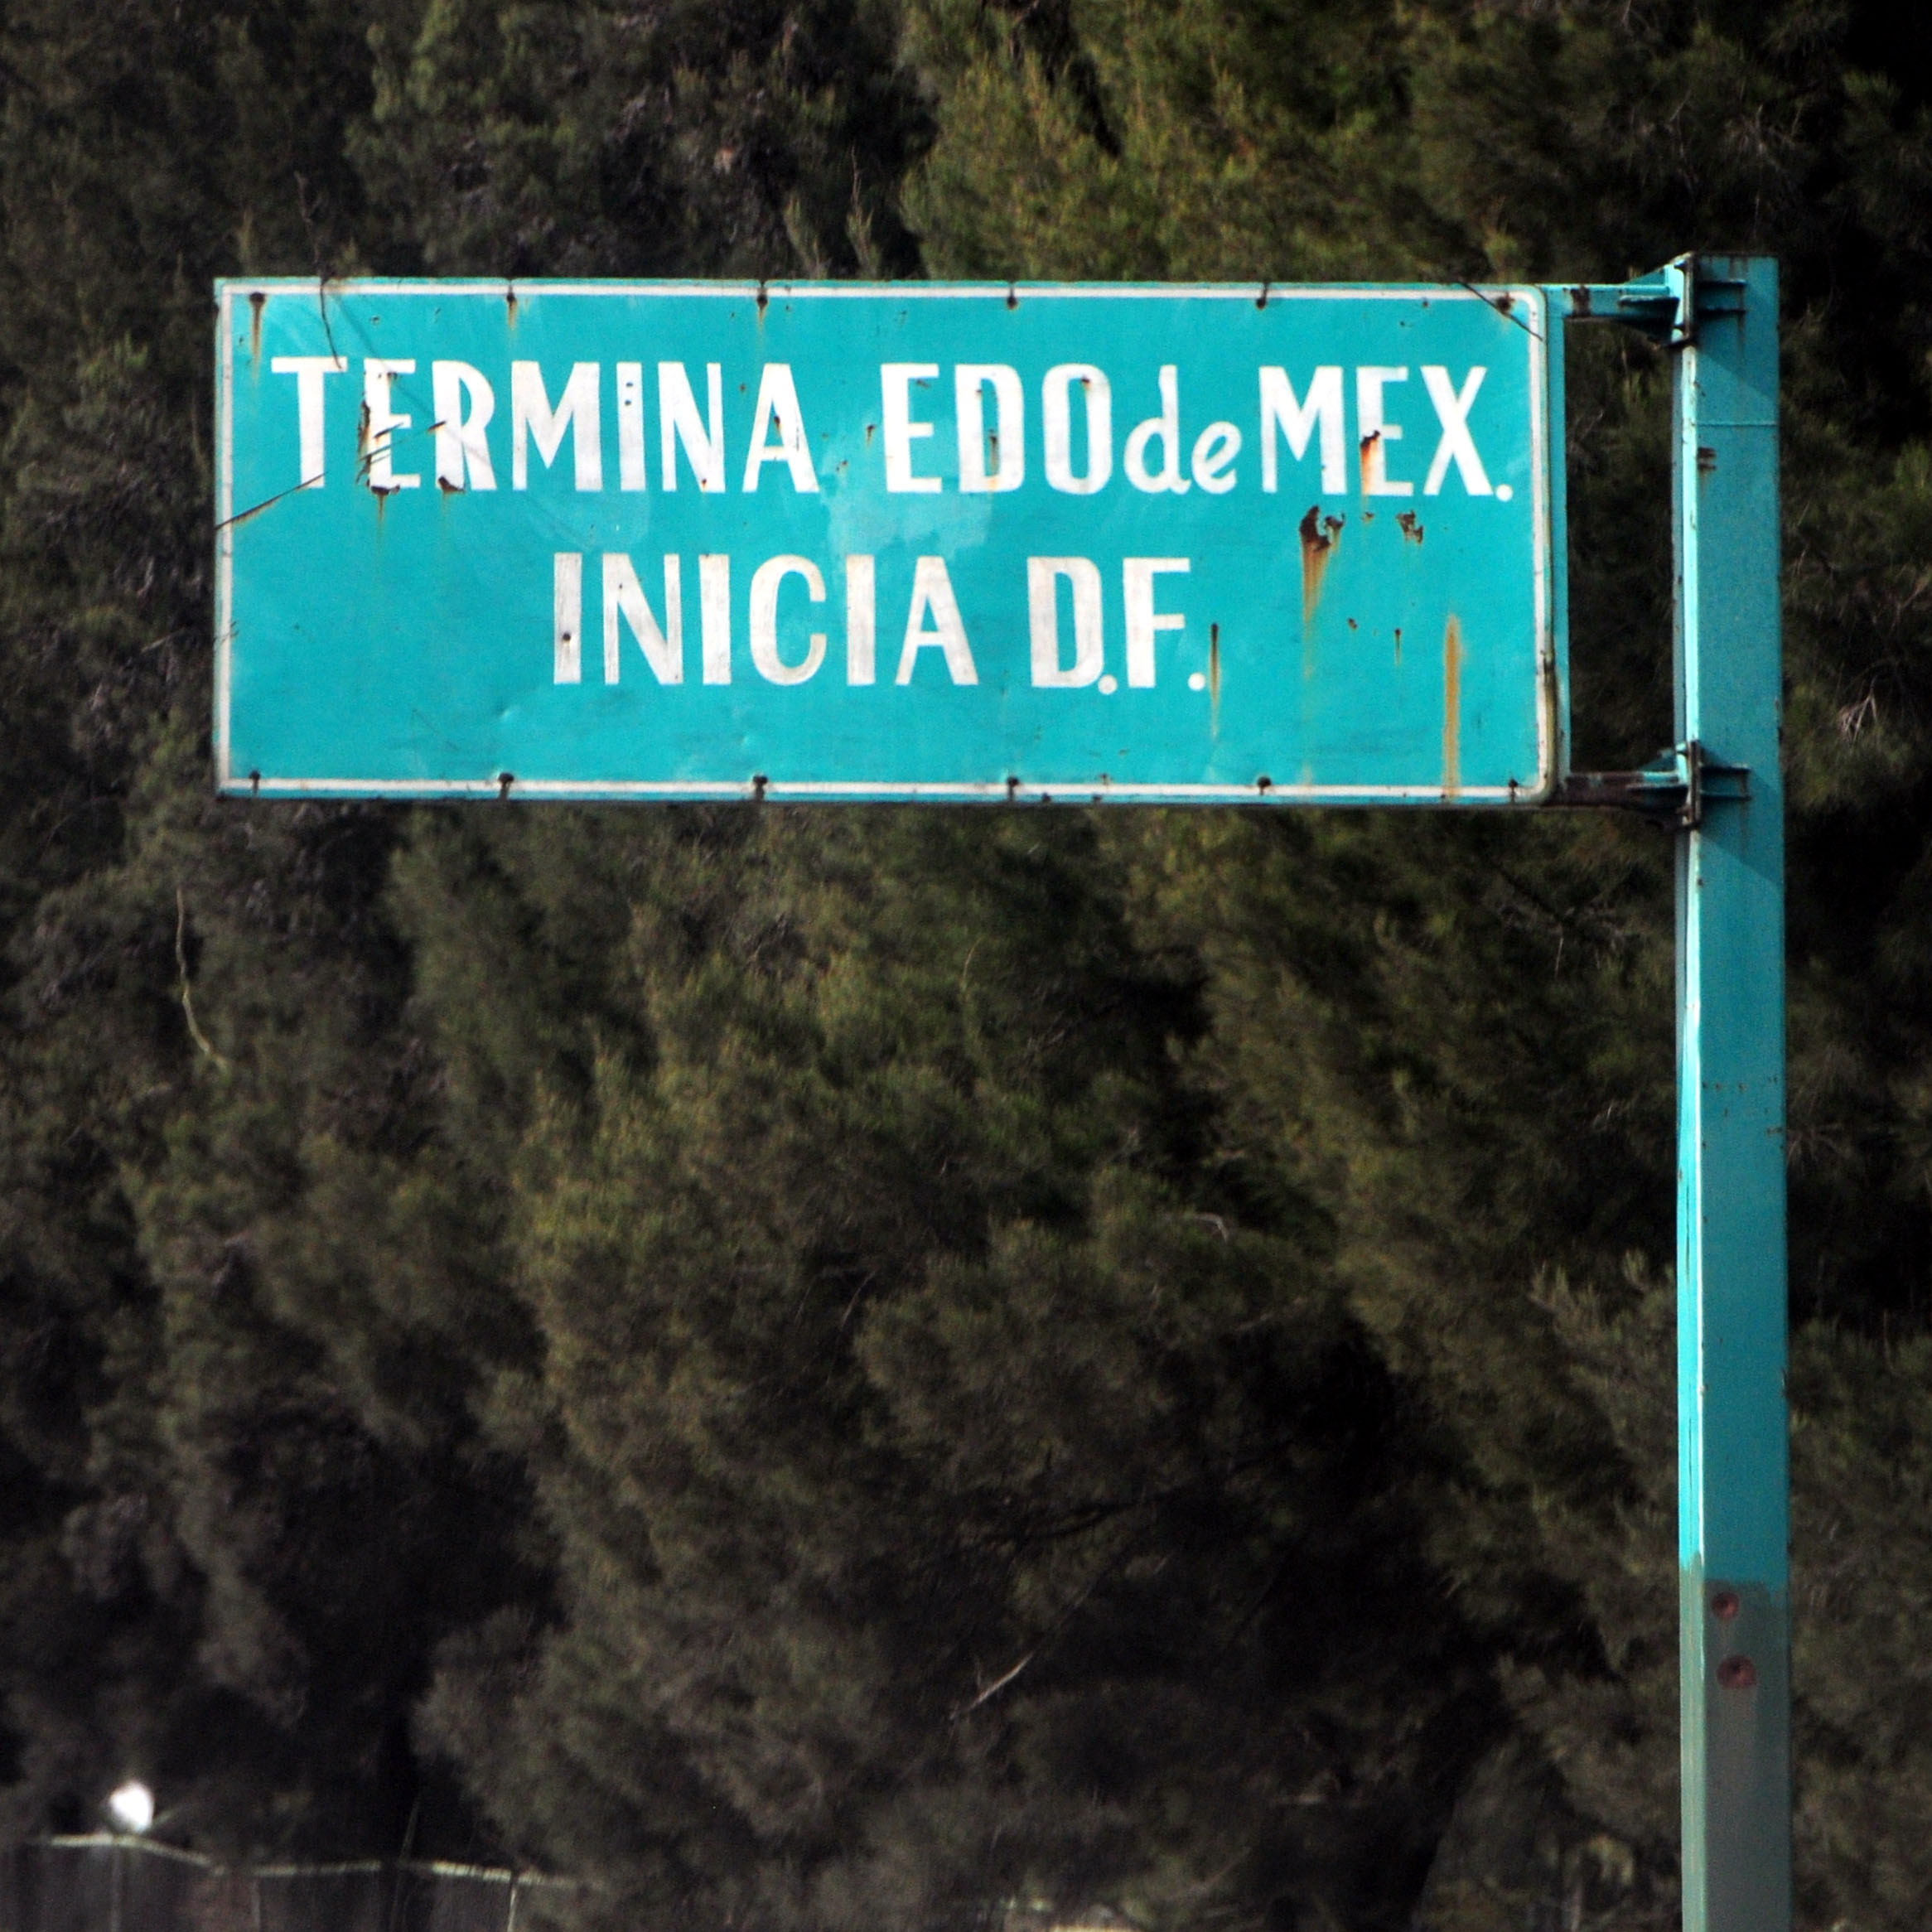 TERMINA EDO de MEX.
INICIA D.F.